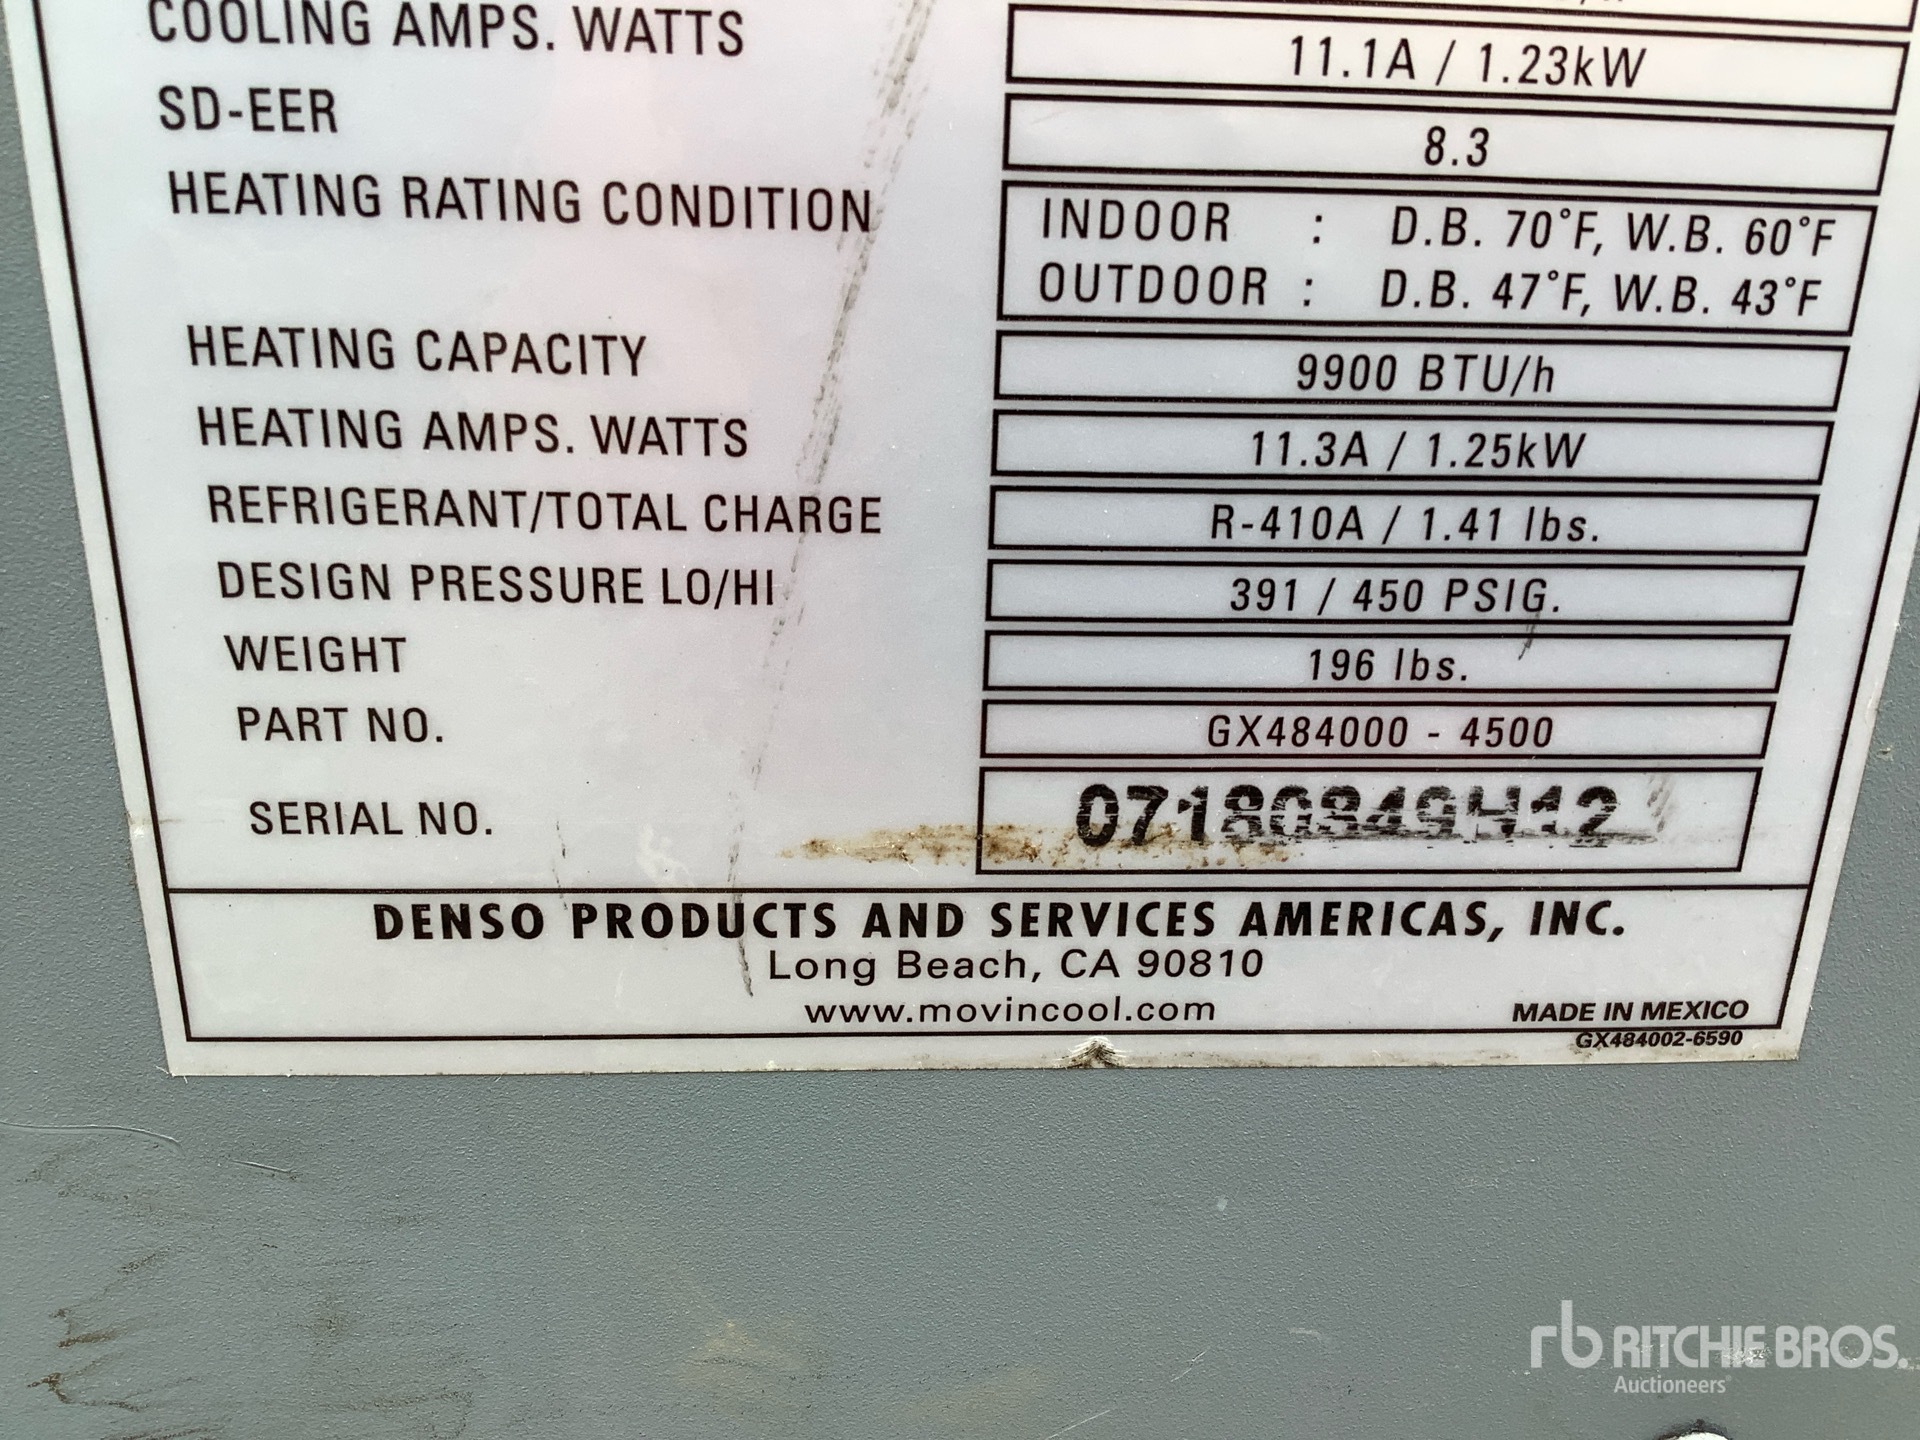 COOLING AMPS. WATTS 11.1A / 1.23kW
SD-EER 8.3
HEATING RATING CONDITION INDOOR : D.B. 70°F, W.B. 60°F
OUTDOOR : D.B. 47°F, W.B. 43°F
HEATING CAPACITY 9900 BTU/h
HEATING AMPS. WATTS 11.3A / 1.25kW
REFRIGERANT/TOTAL CHARGE R-410A / 1.41 lbs.
DESIGN PRESSURE LO/HI 391 / 450 PSIG.
WEIGHT 196 lbs.
PART NO. GX484000 - 4500
SERIAL NO.
DENSO PRODUCTS AND SERVICES AMERICAS, INC.
Long Beach, CA 90810
www.movincool.com
MADE IN MEXICO
GX484002-6590
rb RITCHIE BROS.
Auctioneers